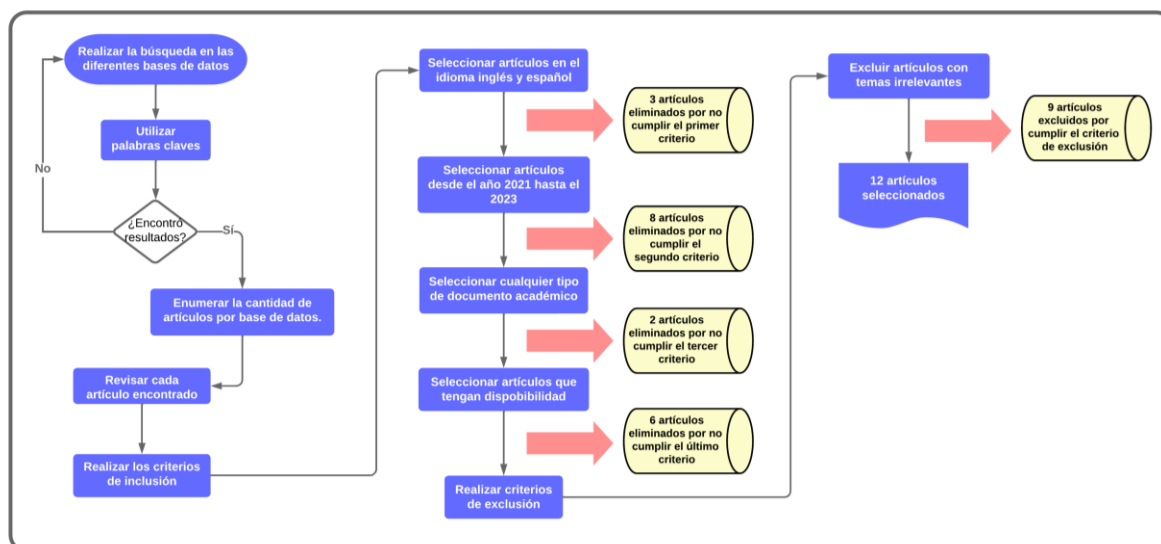 Realizar la búsqueda en las
diferentes bases de datos
Utilizar
palabras claves
No
¿Encontró
resultados?
Sí
Enumerar la cantidad de
artículos por base de datos.
Revisar cada
artículo encontrado
Realizar los criterios
de inclusión
Seleccionar artículos en el
idioma inglés y español
3 artículos
eliminados por no
cumplir el primer
criterio
Seleccionar artículos
desde el año 2021 hasta el
2023
8 artículos
eliminados por no
cumplir el
segundo criterio
Seleccionar cualquier tipo
de documento académico
2 artículos
eliminados por no
cumplir el tercer
criterio
Seleccionar artículos que
tengan dispobibilidad
6 artículos
eliminados por no
cumplir el último
criterio
Realizar criterios
de exclusión
Excluir artículos con
temas irrelevantes
9 artículos
excluidos por
cumplir el criterio
de exclusión
12 artículos
seleccionados